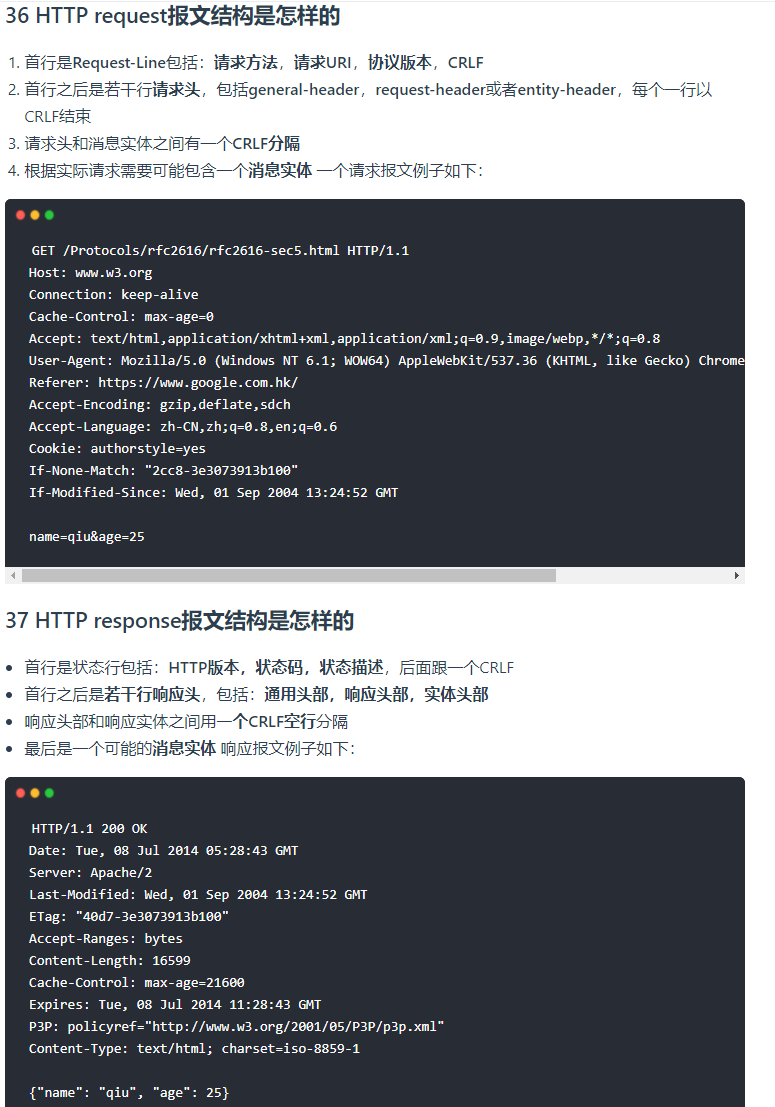 36 HTTP request报文结构是怎样的
1. 首行是Request-Line包括：请求方法，请求URI，协议版本，CRLF
2. 首行之后是若干行请求头，包括general-header，request-header或者entity-header，每个一行以
CRLF结束
3. 请求头和消息实体之间有一个CRLF分隔
4. 根据实际请求需要可能包含一个消息实体 一个请求报文例子如下：
GET /Protocols/rfc2616/rfc2616-sec5.html HTTP/1.1
Host: www.w3.org
Connection: keep-alive
Cache-Control: max-age=0
Accept: text/html,application/xhtml+xml,application/xml;q=0.9,image/webp,*/*;q=0.8
User-Agent: Mozilla/5.0 (Windows NT 6.1; WOW64) AppleWebKit/537.36 (KHTML, like Gecko) Chrome
Referer: https://www.google.com.hk/
Accept-Encoding: gzip,deflate,sdch
Accept-Language: zh-CN,zh;q=0.8,en;q=0.6
Cookie: authorstyle=yes
If-None-Match: "2cc8-3e3073913b100"
If-Modified-Since: Wed, 01 Sep 2004 13:24:52 GMT
name=qiu&age=25
37 HTTP response报文结构是怎样的
• 首行是状态行包括：HTTP版本，状态码，状态描述，后面跟一个CRLF
• 首行之后是若干行响应头，包括：通用头部，响应头部，实体头部
• 响应头部和响应实体之间用一个CRLF空行分隔
• 最后是一个可能的消息实体 响应报文例子如下：
HTTP/1.1 200 OK
Date: Tue, 08 Jul 2014 05:28:43 GMT
Server: Apache/2
Last-Modified: Wed, 01 Sep 2004 13:24:52 GMT
ETag: "40d7-3e3073913b100"
Accept-Ranges: bytes
Content-Length: 16599
Cache-Control: max-age=21600
Expires: Tue, 08 Jul 2014 11:28:43 GMT
P3P: policyref="http://www.w3.org/2001/05/P3P/p3p.xml"
Content-Type: text/html; charset=iso-8859-1
{"name": "qiu", "age": 25}